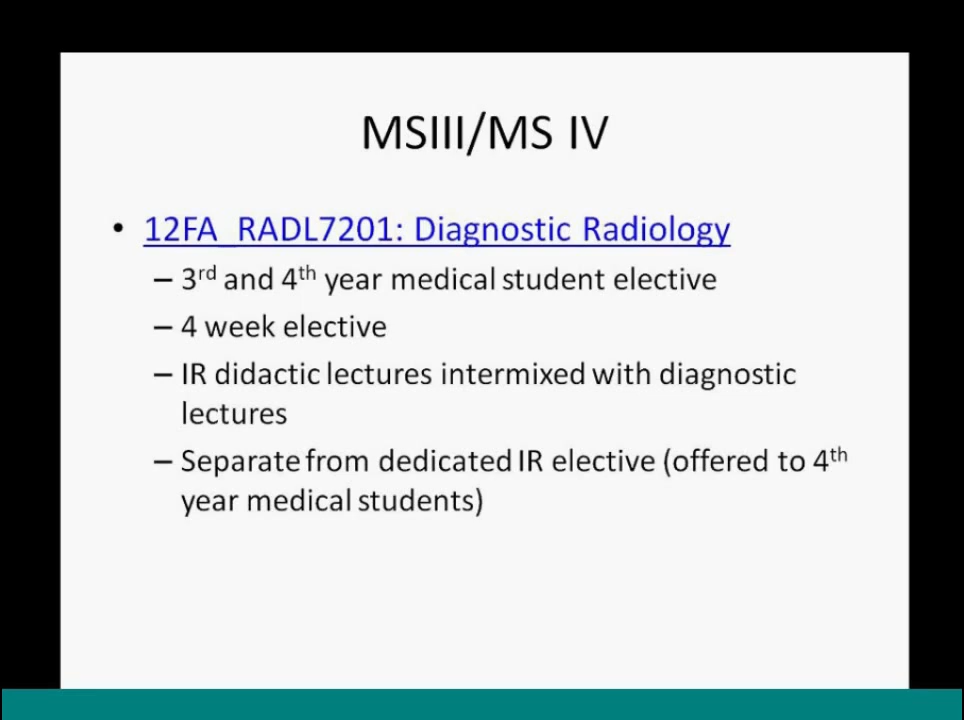 MSIII/MS IV
• 12FA_RADL7201: Diagnostic Radiology
– 3rd and 4th year medical student elective
– 4 week elective
– IR didactic lectures intermixed with diagnostic
lectures
– Separate from dedicated IR elective (offered to 4th
year medical students)